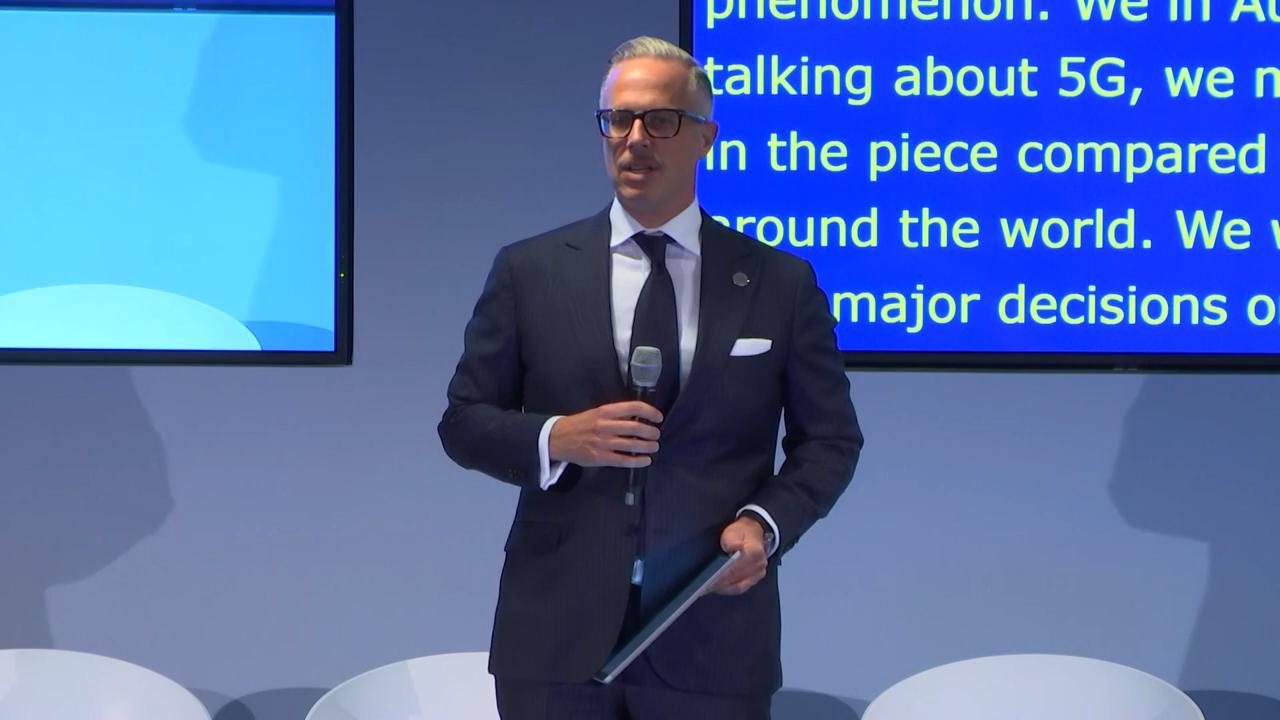 phenomenon. We in
talking about 5G, we
in the piece compared
around the world. We
major decisions